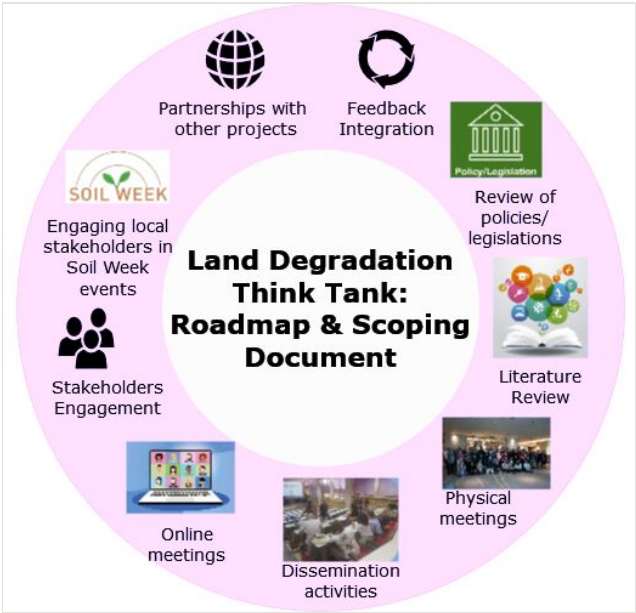 Partnerships with
other projects
Feedback
Integration
Policy/Legislation
Review of
policies/
legislations
SOIL WEEK
Engaging local
stakeholders in
Soil Week
events
Land Degradation
Think Tank:
Roadmap & Scoping
Document
Literature
Review
Stakeholders
Engagement
Physical
meetings
Online
meetings
Dissemination
activities